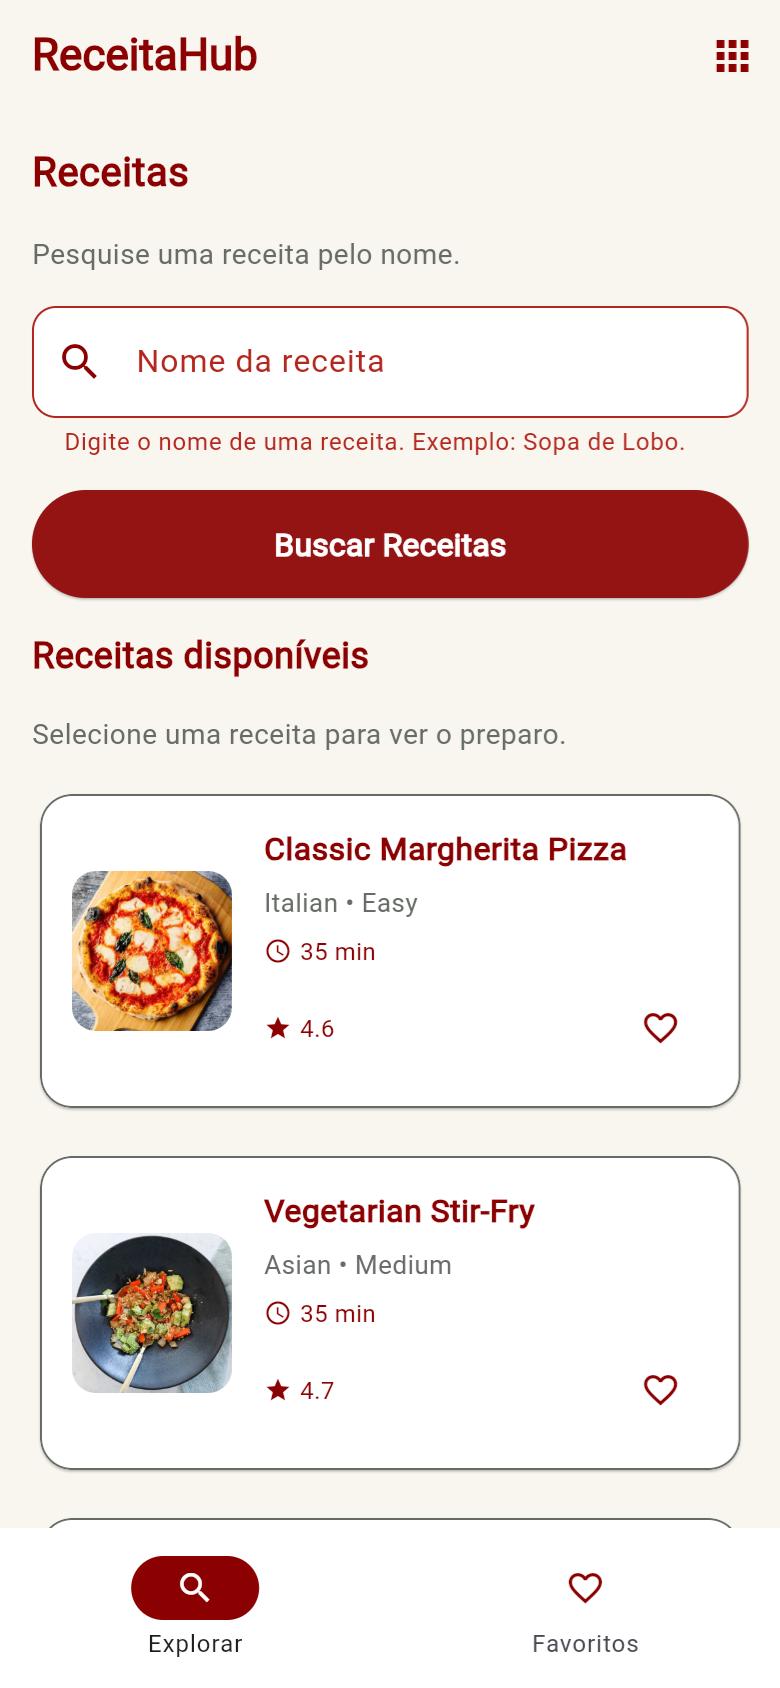 ReceitaHub
Receitas
Pesquise uma receita pelo nome.
Nome da receita
Digite o nome de uma receita. Exemplo: Sopa de Lobo.
Buscar Receitas
Receitas disponíveis
Selecione uma receita para ver o preparo.
Classic Margherita Pizza
Italian • Easy
35 min
4.6
Vegetarian Stir-Fry
Asian • Medium
35 min
4.7
Explorar
Favoritos